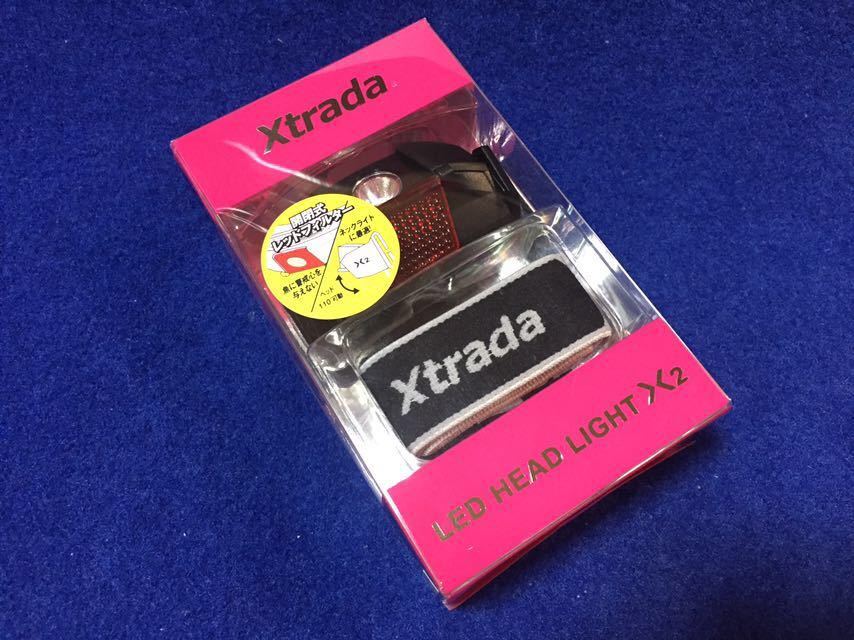 Xtrada
開閉式
レッドフィルター
ネックライト
に最適!
X2
魚に警戒心を
与えない
ヘッド
110°可動
Xtrada
LED HEAD LIGHT X2